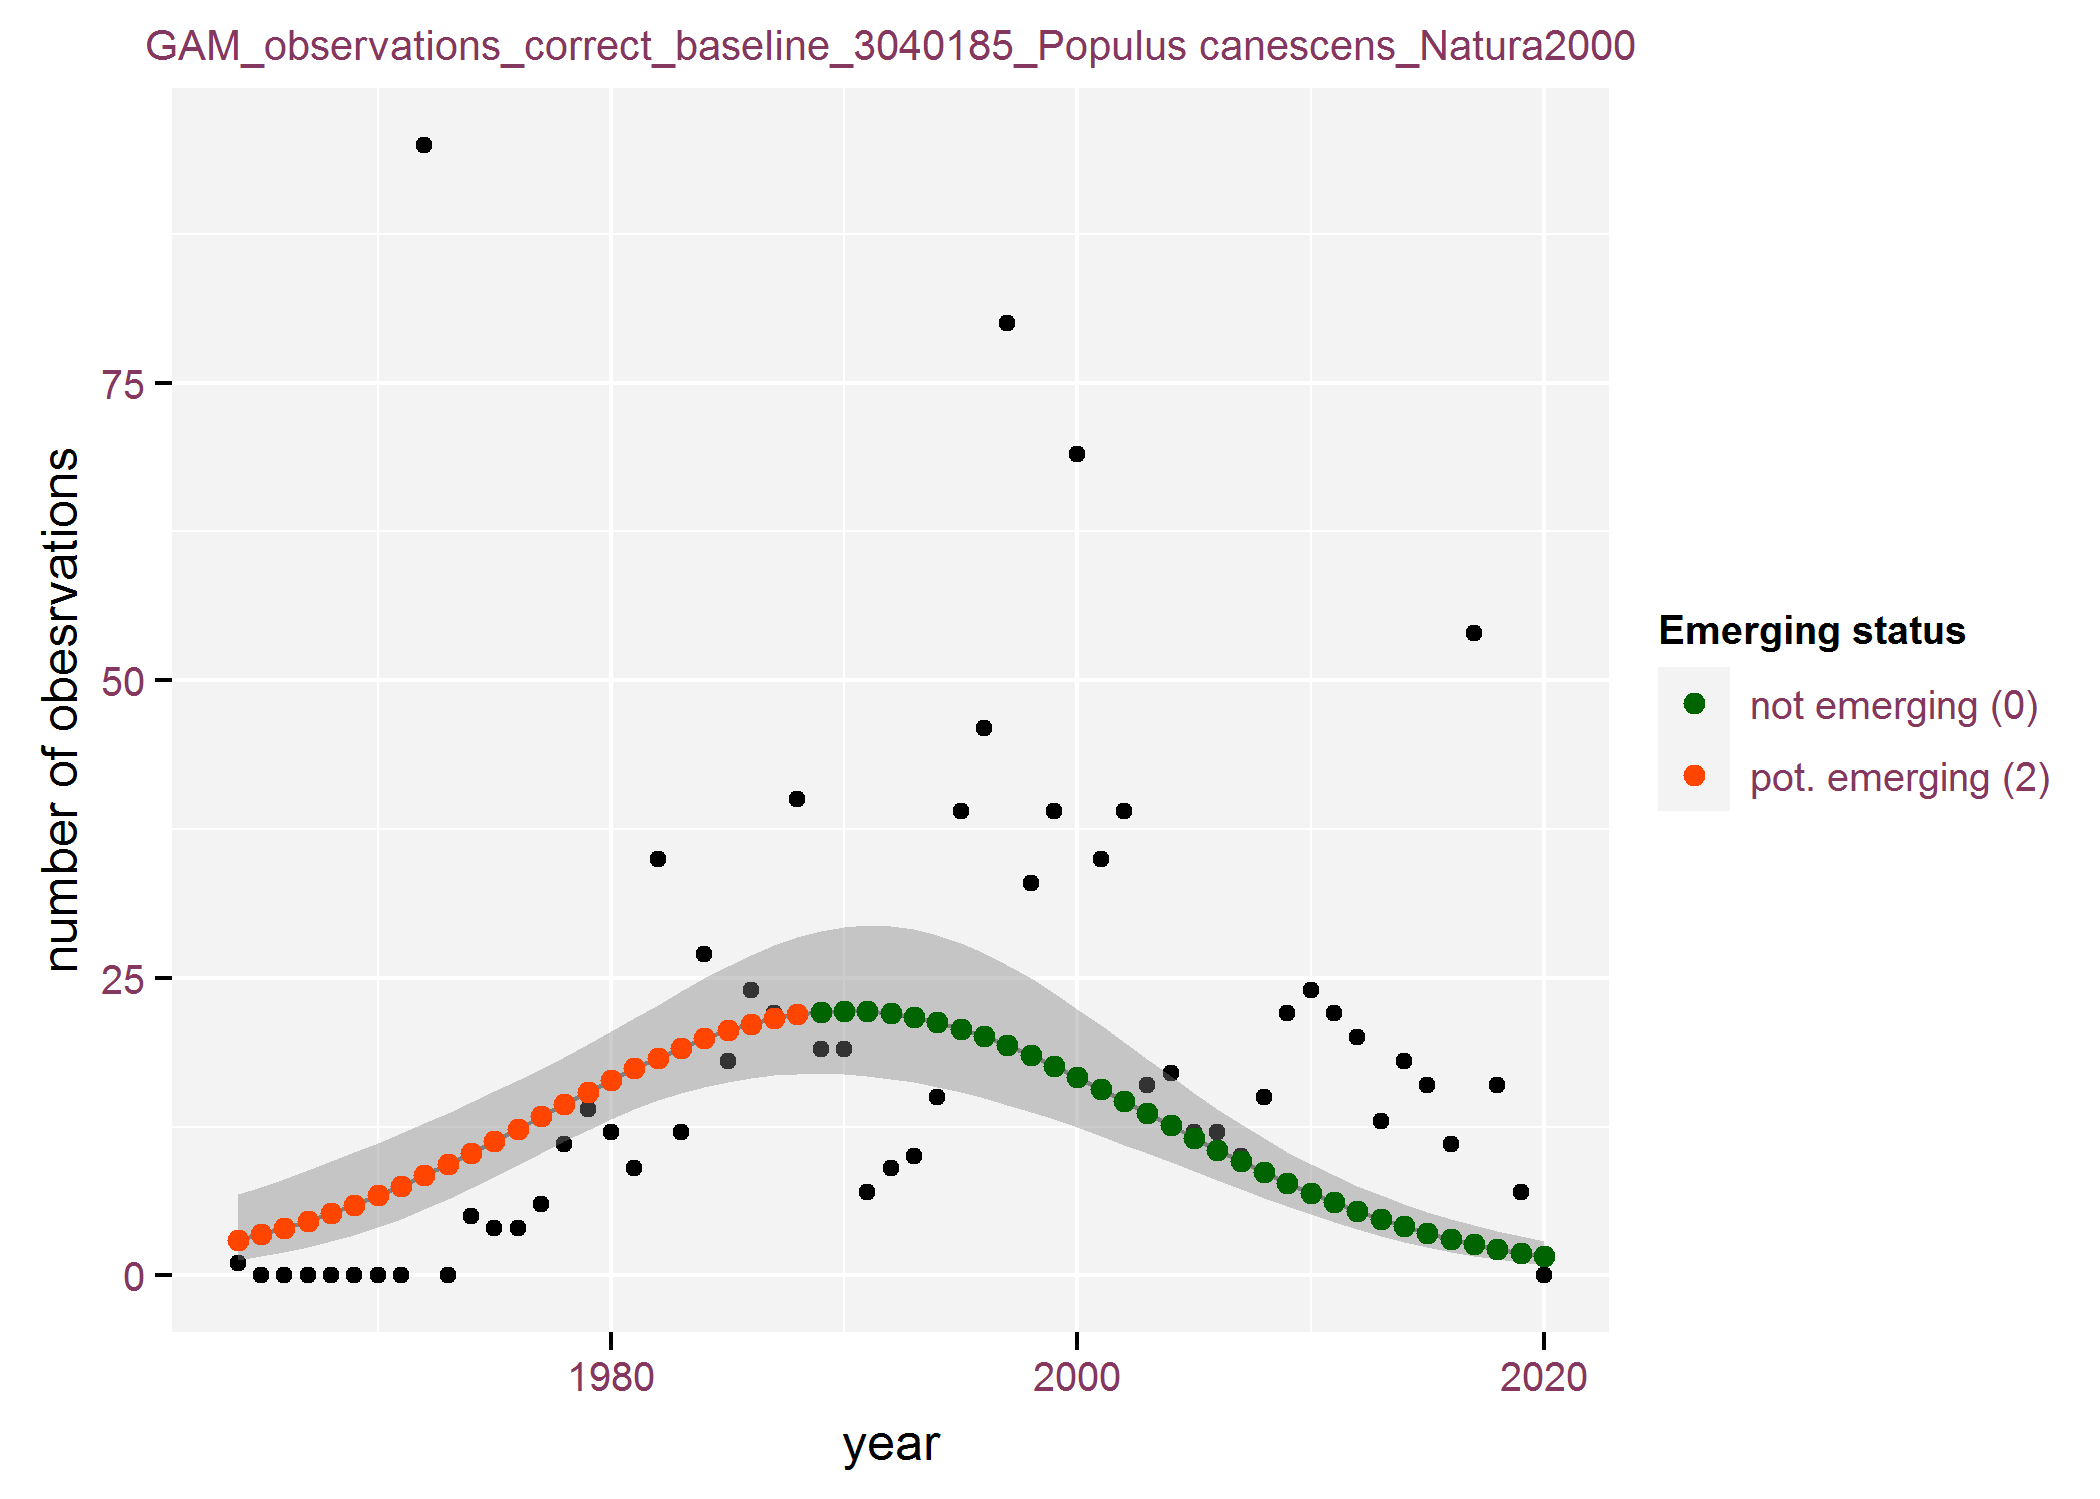 GAM_observations_correct_baseline_3040185_Populus canescens_Natura2000
number of obesrvations
75
50
25
0
1980
2000
2020
year
Emerging status
not emerging (0)
pot. emerging (2)